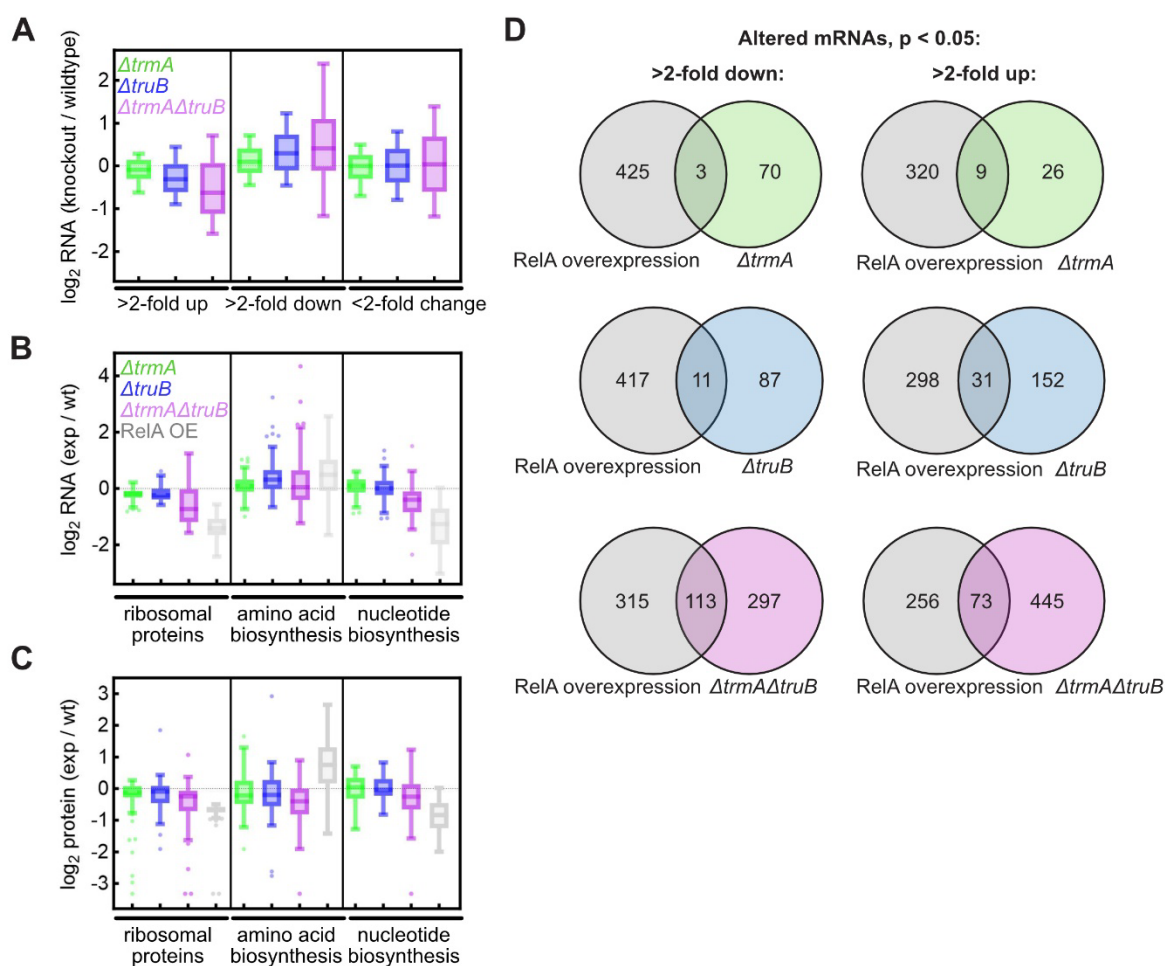 A
log2 RNA (knockout / wildtype)
2
1
0
-1
-2
ΔtrmA
ΔtruB
ΔtrmAΔtruB
>2-fold up
>2-fold down
<2-fold change
B
log2 RNA (exp / wt)
4
2
0
-2
ΔtrmA
ΔtruB
ΔtrmAΔtruB
RelA OE
ribosomal
proteins
amino acid
biosynthesis
nucleotide
biosynthesis
C
log2 protein (exp / wt)
3
2
1
0
-1
-2
-3
ribosomal
proteins
amino acid
biosynthesis
nucleotide
biosynthesis
D
Altered mRNAs, p < 0.05:
>2-fold down:
>2-fold up:
425 3 70
RelA overexpression ΔtrmA
320 9 26
RelA overexpression ΔtrmA
417 11 87
RelA overexpression ΔtruB
298 31 152
RelA overexpression ΔtruB
315 113 297
RelA overexpression ΔtrmAΔtruB
256 73 445
RelA overexpression ΔtrmAΔtruB